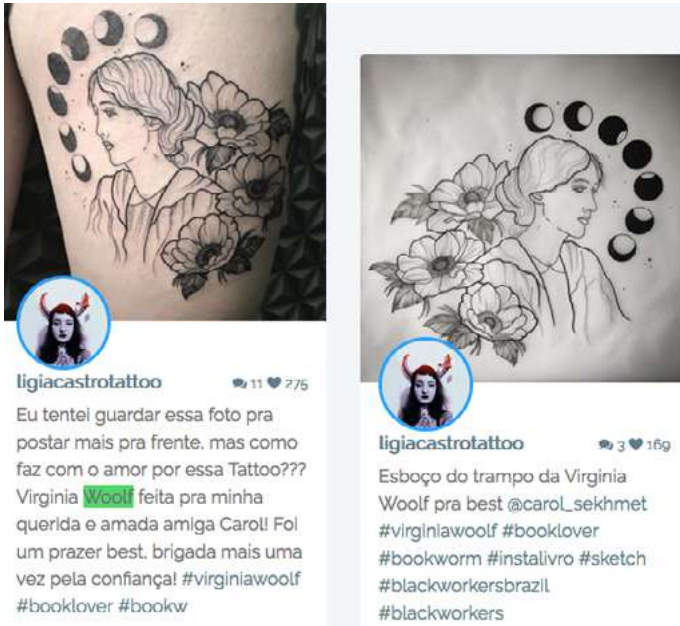 ligiacastrotattoo 11 275
Eu tentei guardar essa foto pra
postar mais pra frente, mas como
faz com o amor por essa Tattoo???
Virginia Woolf feita pra minha
querida e amada amiga Carol! Foi
um prazer best, brigada mais uma
vez pela confiança! #virginiawoolf
#booklover #bookw
ligiacastrotattoo 3 169
Esboço do trampo da Virginia
Woolf pra best @carol_sekhmet
#virginiawoolf #booklover
#bookworm #instalivro #sketch
#blackworkersbrazil
#blackworkers